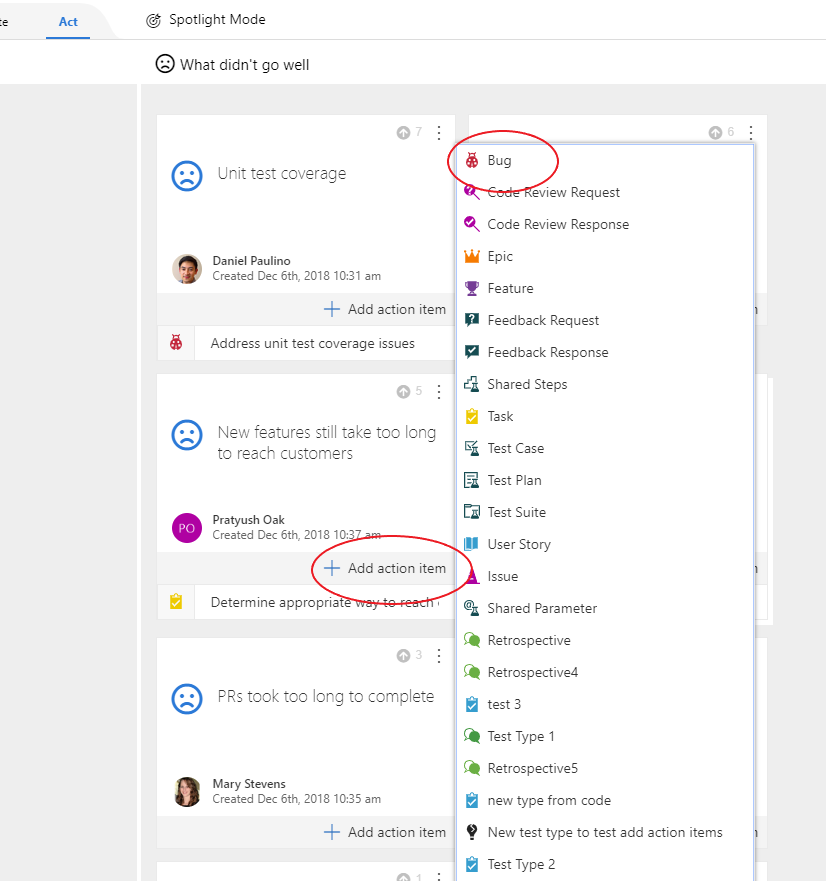 te
Act
Spotlight Mode
What didn't go well
7
Unit test coverage
Daniel Paulino
Created Dec 6th, 2018 10:31 am
Add action item
Address unit test coverage issues
5
New features still take too long
to reach customers
PO
Pratyush Oak
Created Dec 6th, 2018 10:37 am
Add action item
Determine appropriate way to reach
3
PRs took too long to complete
Mary Stevens
Created Dec 6th, 2018 10:35 am
Add action item
1
6
Bug
Code Review Request
Code Review Response
Epic
Feature
Feedback Request
Feedback Response
Shared Steps
Task
Test Case
Test Plan
Test Suite
User Story
Issue
Shared Parameter
Retrospective
Retrospective4
test 3
Test Type 1
Retrospective5
new type from code
New test type to test add action items
Test Type 2